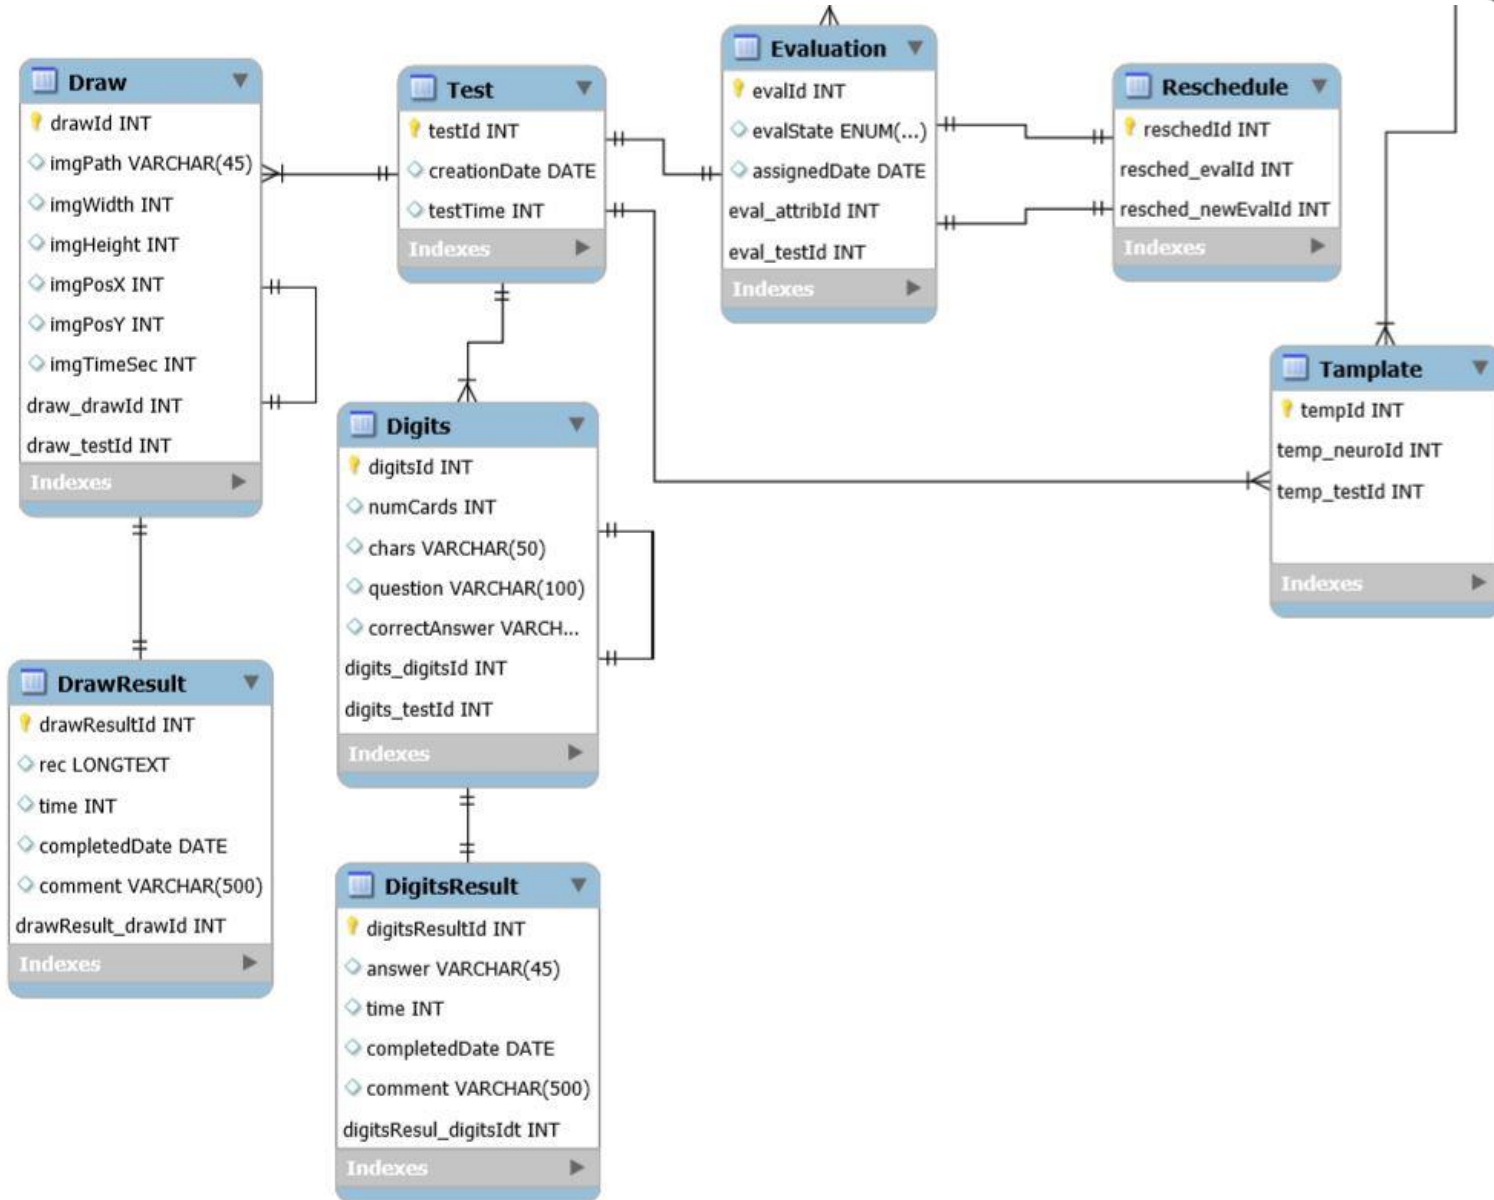 Draw
drawId INT
imgPath VARCHAR(45)
imgWidth INT
imgHeight INT
imgPosX INT
imgPosY INT
imgTimeSec INT
draw_drawId INT
draw_testId INT
Indexes
Test
testId INT
creationDate DATE
testTime INT
Indexes
Evaluation
evalId INT
evalState ENUM(...)
assignedDate DATE
eval_attribId INT
eval_testId INT
Indexes
Reschedule
reschedId INT
resched_evalId INT
resched_newEvalId INT
Indexes
Tamplate
tempId INT
temp_neuroId INT
temp_testId INT
Indexes
Digits
digitsId INT
numCards INT
chars VARCHAR(50)
question VARCHAR(100)
correctAnswer VARCH...
digits_digitsId INT
digits_testId INT
Indexes
DrawResult
drawResultId INT
rec LONGTEXT
time INT
completedDate DATE
comment VARCHAR(500)
drawResult_drawId INT
Indexes
DigitsResult
digitsResultId INT
answer VARCHAR(45)
time INT
completedDate DATE
comment VARCHAR(500)
digitsResul_digitsIdt INT
Indexes